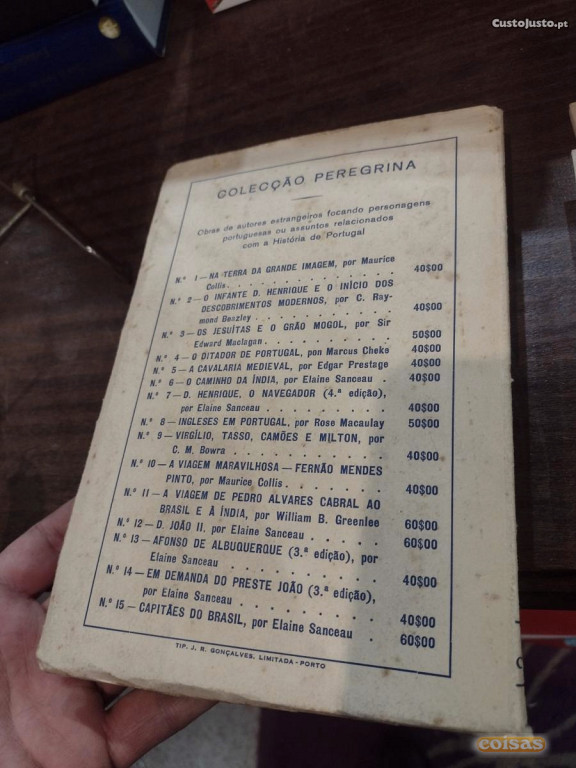 CustoJusto.pt
COLECÇÃO PEREGRINA
Obras de autores estrangeiros focando personagens
portuguesas ou assuntos relacionados
com a História de Portugal
N.º 1 — NA TERRA DA GRANDE IMAGEM, por Maurice
Collis. . . . . . . . . . . . . . 40$00
N.º 2 — O INFANTE D. HENRIQUE E O INÍCIO DOS
DESCOBRIMENTOS MODERNOS, por C. Ray-
mond Beazley . . . . . . . . . . . 40$00
N.º 3 — OS JESUÍTAS E O GRÃO MOGOL, por Sir
Edward Maclagan. . . . . . . . . . 50$00
N.º 4 — O DITADOR DE PORTUGAL, pon Marcus Cheke 40$00
N.º 5 — A CAVALARIA MEDIEVAL, por Edgar Prestage 40$00
N.º 6 — O CAMINHO DA ÍNDIA, por Elaine Sanceau . 40$00
N.º 7 — D. HENRIQUE, O NAVEGADOR (4.ª edição),
por Elaine Sanceau . . . . . . . . . 40$00
N.º 8 — INGLESES EM PORTUGAL, por Rose Macaulay 50$00
N.º 9 — VIRGÍLIO, TASSO, CAMÕES E MILTON, por
C. M. Bowra . . . . . . . . . . . 40$00
N.º 10 — A VIAGEM MARAVILHOSA — FERNÃO MENDES
PINTO, por Maurice Collis . . . . . . . 40$00
N.º 11 — A VIAGEM DE PEDRO ALVARES CABRAL AO
BRASIL E À ÍNDIA, por William B. Greenlee 60$00
N.º 12 — D. JOÃO II, por Elaine Sanceau . . . . 60$00
N.º 13 — AFONSO DE ALBUQUERQUE (3.ª edição), por
Elaine Sanceau . . . . . . . . . . 40$00
N.º 14 — EM DEMANDA DO PRESTE JOÃO (3.ª edição),
por Elaine Sanceau . . . . . . . . . 40$00
N.º 15 — CAPITÃES DO BRASIL, por Elaine Sanceau . 60$00
TIP. J. R. GONÇALVES, LIMITADA - PORTO
coisas